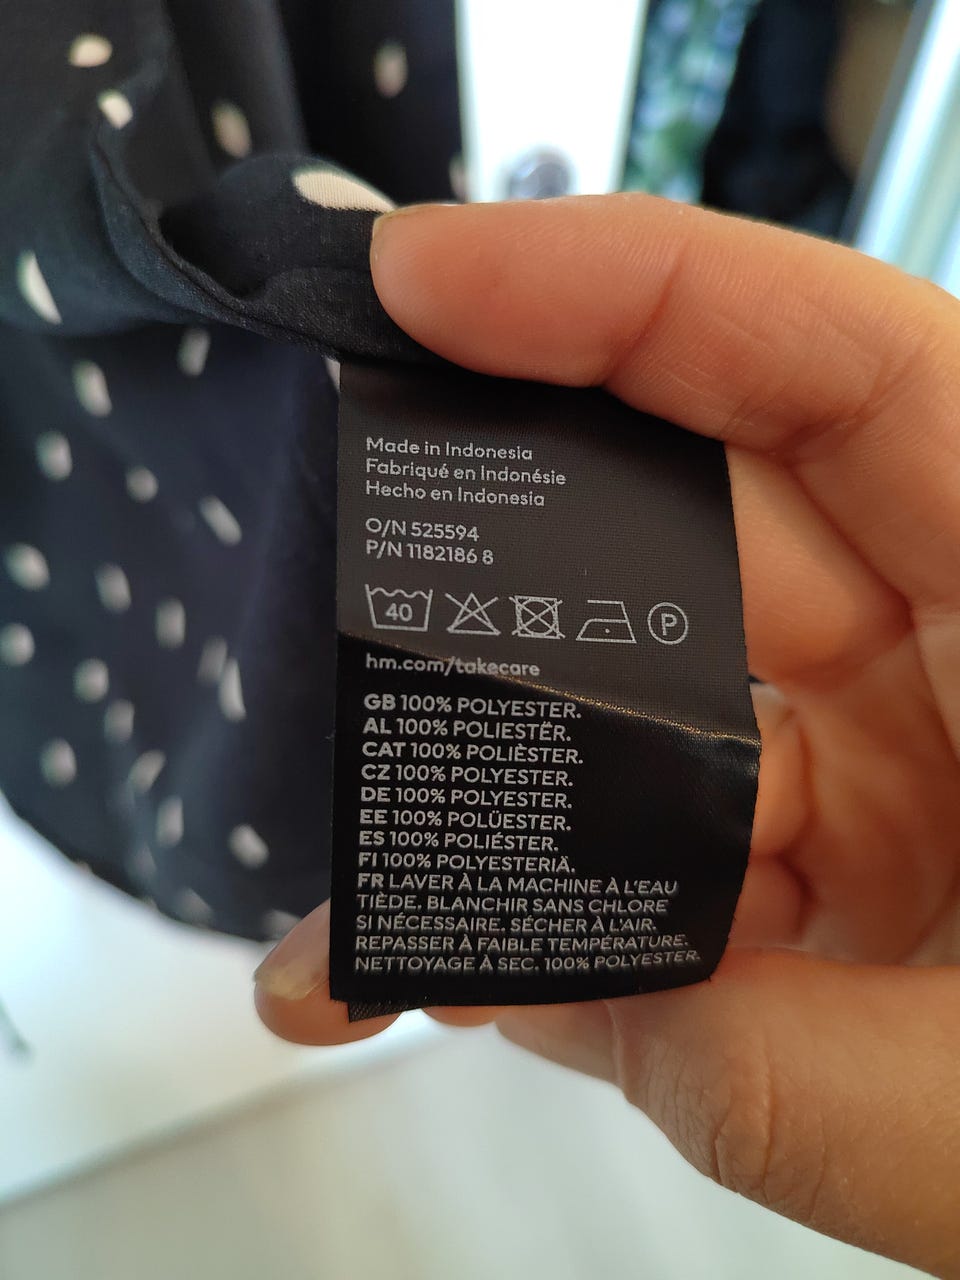 Made in Indonesia
Fabriqué en Indonésie
Hecho en Indonesia
O/N 525594
P/N 1182186 8
40 P
hm.com/takecare
GB 100% POLYESTER.
AL 100% POLIESTËR.
CAT 100% POLIÈSTER.
CZ 100% POLYESTER.
DE 100% POLYESTER.
EE 100% POLÜESTER.
ES 100% POLIÉSTER.
FI 100% POLYESTERIÄ.
FR LAVER À LA MACHINE À L'EAU
TIÈDE. BLANCHIR SANS CHLORE
SI NÉCESSAIRE. SÉCHER À L'AIR.
REPASSER À FAIBLE TEMPÉRATURE.
NETTOYAGE À SEC. 100% POLYESTER.